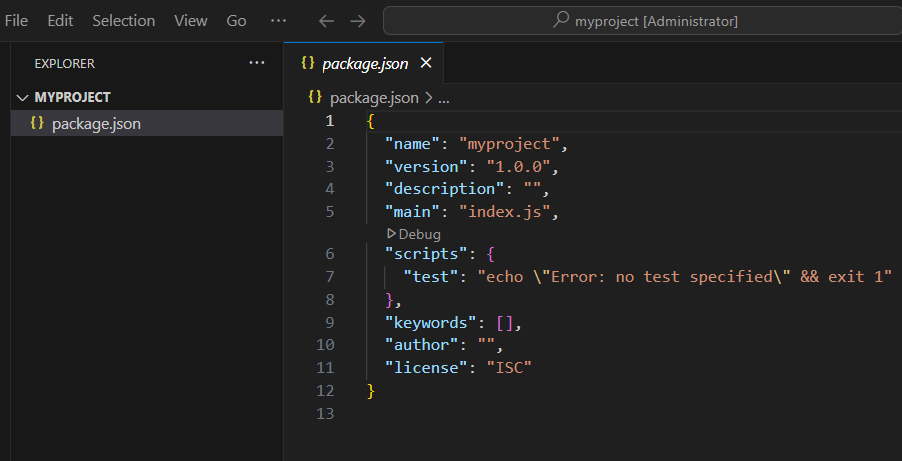 File Edit Selection View Go ··· myproject [Administrator]
EXPLORER ···
package.json
MYPROJECT
package.json
package.json > ...
1 {
2 "name": "myproject",
3 "version": "1.0.0",
4 "description": "",
5 "main": "index.js",
Debug
6 "scripts": {
7 "test": "echo \"Error: no test specified\" && exit 1"
8 },
9 "keywords": [],
10 "author": "",
11 "license": "ISC"
12 }
13